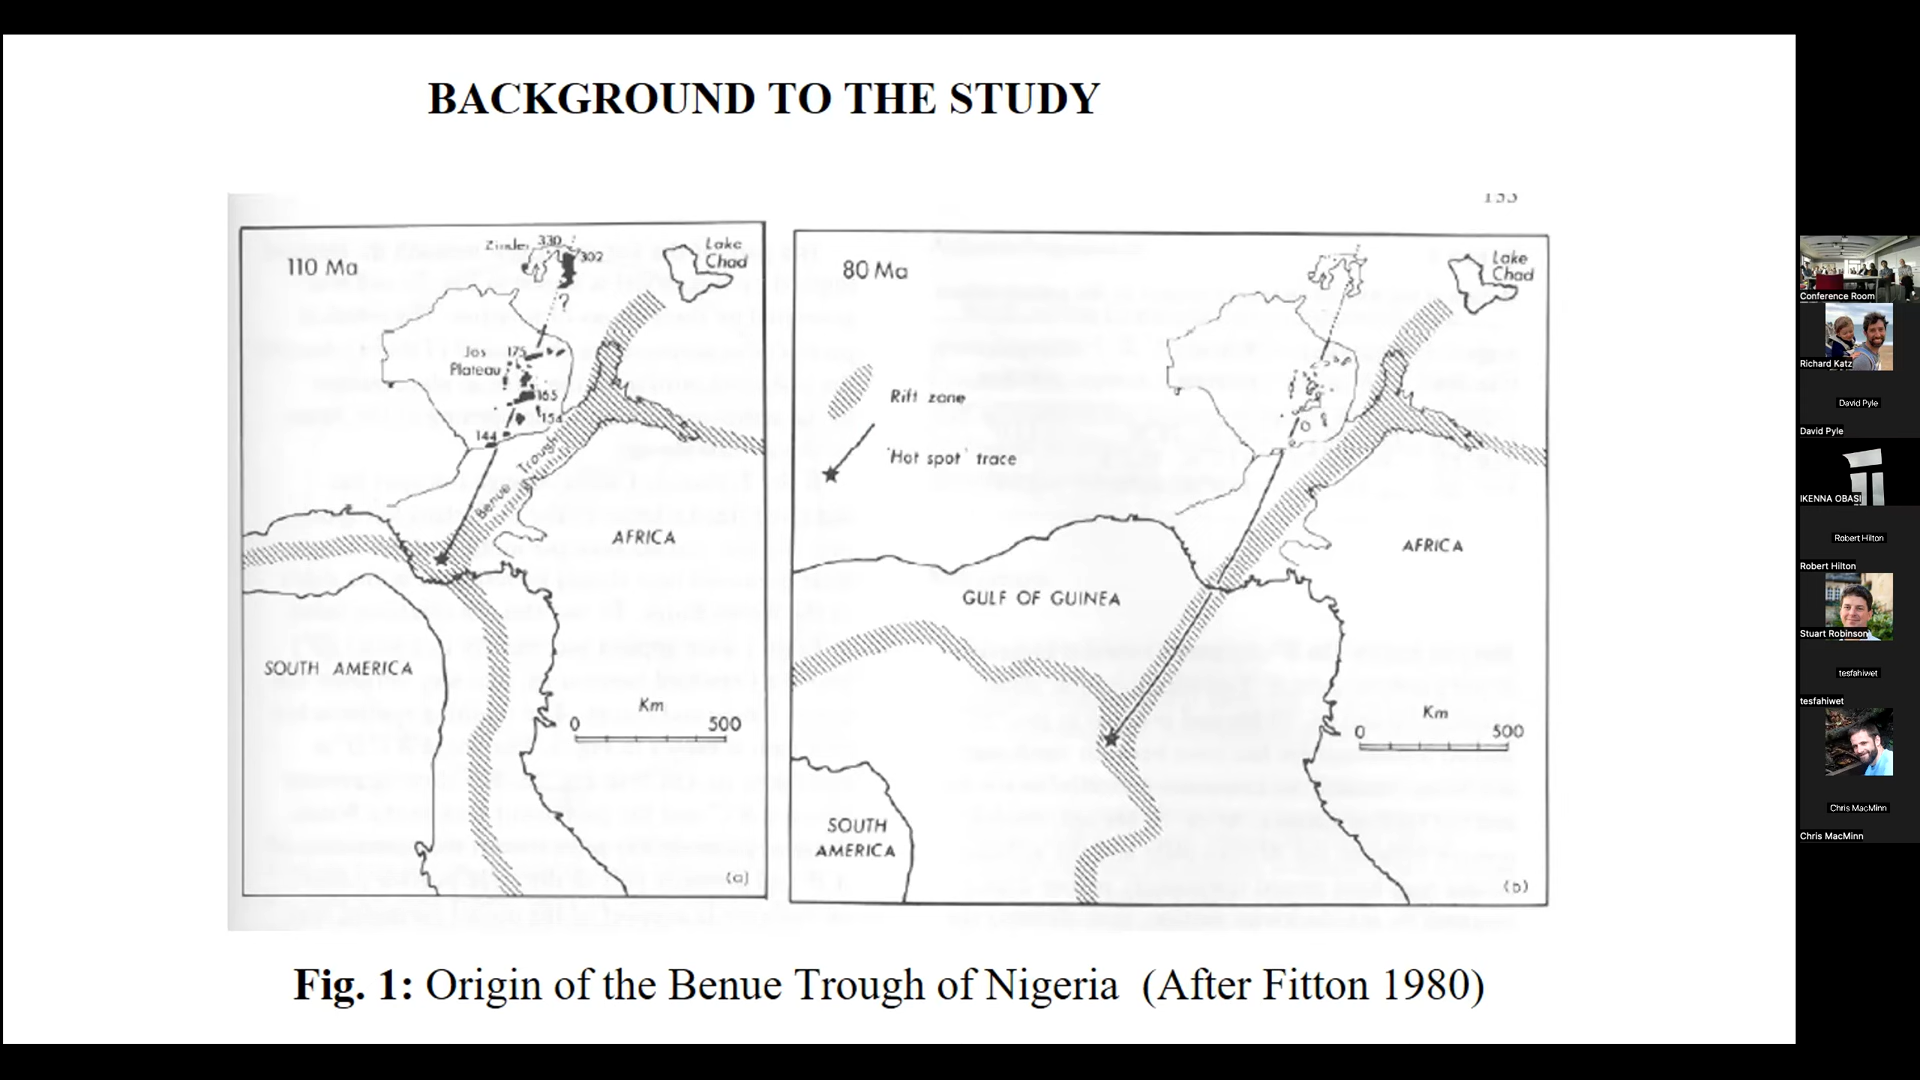 BACKGROUND TO THE STUDY
110 Ma
Zinder
330
302
?
Lake
Chad
Jos
Plateau
175
165
154
144
Benue Trough
AFRICA
SOUTH AMERICA
Km
0 500
(a)
80 Ma
Lake
Chad
Rift zone
'Hot spot' trace
AFRICA
GULF OF GUINEA
Km
0 500
SOUTH
AMERICA
(b)
Fig. 1: Origin of the Benue Trough of Nigeria (After Fitton 1980)
Conference Room
Richard Katz
David Pyle
David Pyle
IKENNA OBASI
Robert Hilton
Robert Hilton
Stuart Robinson
tesfahiwet
tesfahiwet
Chris MacMinn
Chris MacMinn